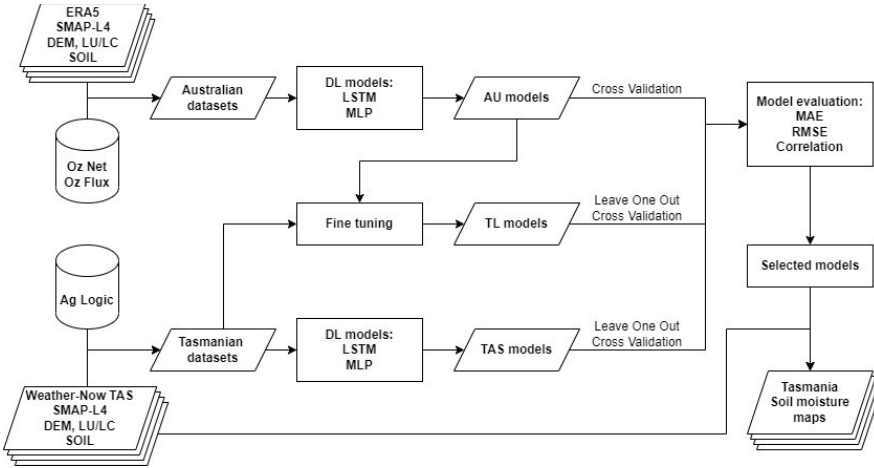 ERA5
SMAP-L4
DEM, LU/LC
SOIL
Oz Net
Oz Flux
Australian
datasets
DL models:
LSTM
MLP
AU models
Cross Validation
Model evaluation:
MAE
RMSE
Correlation
Fine tuning
TL models
Leave One Out
Cross Validation
Selected models
Ag Logic
Tasmanian
datasets
DL models:
LSTM
MLP
TAS models
Leave One Out
Cross Validation
Weather-Now TAS
SMAP-L4
DEM, LU/LC
SOIL
Tasmania
Soil moisture
maps